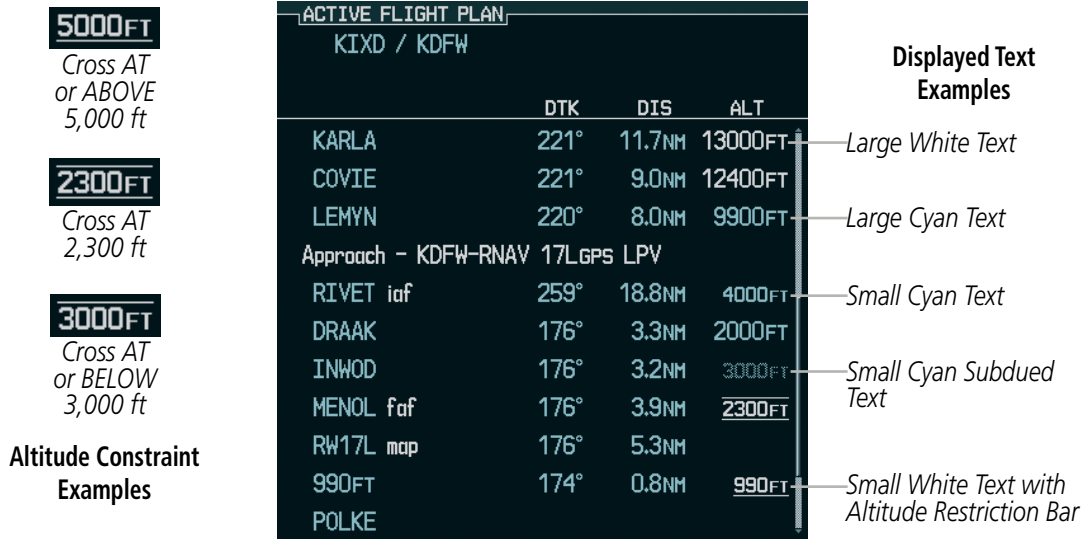 5000FT
Cross AT
or ABOVE
5,000 ft
2300FT
Cross AT
2,300 ft
3000FT
Cross AT
or BELOW
3,000 ft
Altitude Constraint
Examples
ACTIVE FLIGHT PLAN
KIXD / KDFW
DTK DIS ALT
KARLA 221° 11.7NM 13000FT
COVIE 221° 9.0NM 12400FT
LEMYN 220° 8.0NM 9900FT
Approach - KDFW-RNAV 17LGPS LPV
RIVET iaf 259° 18.8NM 4000FT
DRAAK 176° 3.3NM 2000FT
INWOD 176° 3.2NM 3000FT
MENOL faf 176° 3.9NM 2300FT
RW17L map 176° 5.3NM
990FT 174° 0.8NM 990FT
POLKE
Displayed Text
Examples
Large White Text
Large Cyan Text
Small Cyan Text
Small Cyan Subdued
Text
Small White Text with
Altitude Restriction Bar